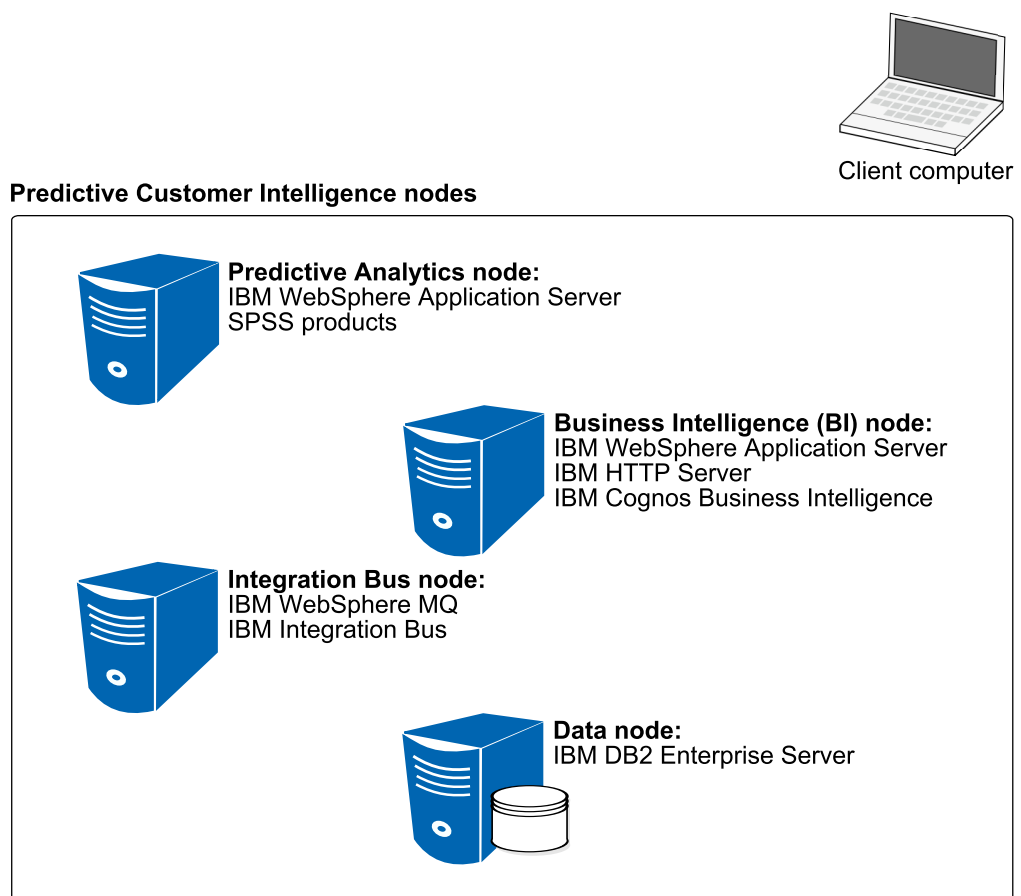 Client computer
Predictive Customer Intelligence nodes
Predictive Analytics node:
IBM WebSphere Application Server
SPSS products
Business Intelligence (BI) node:
IBM WebSphere Application Server
IBM HTTP Server
IBM Cognos Business Intelligence
Integration Bus node:
IBM WebSphere MQ
IBM Integration Bus
Data node:
IBM DB2 Enterprise Server